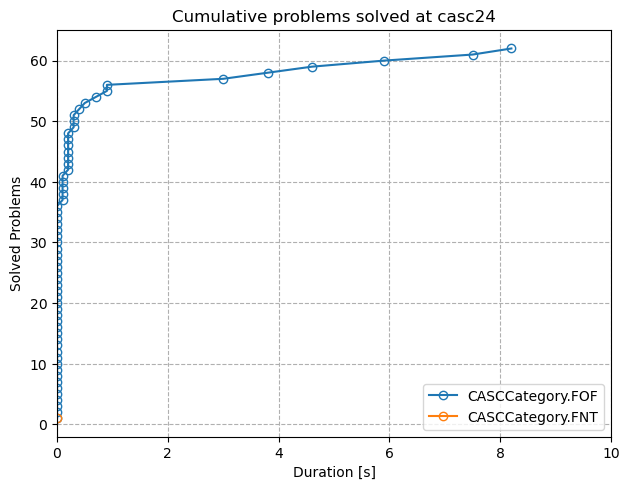 Cumulative problems solved at casc24
Solved Problems
60
50
40
30
20
10
0
0 2 4 6 8 10
Duration [s]
CASCCategory.FOF
CASCCategory.FNT